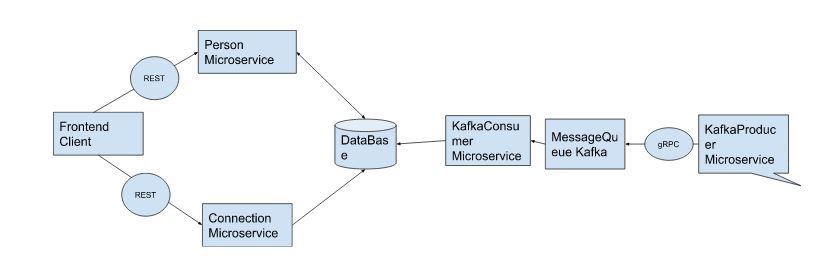 Person
Microservice
REST
Frontend
Client
DataBas
e
KafkaConsu
mer
Microservice
MessageQu
eue Kafka
gRPC
KafkaProduc
er
Microservice
REST
Connection
Microservice